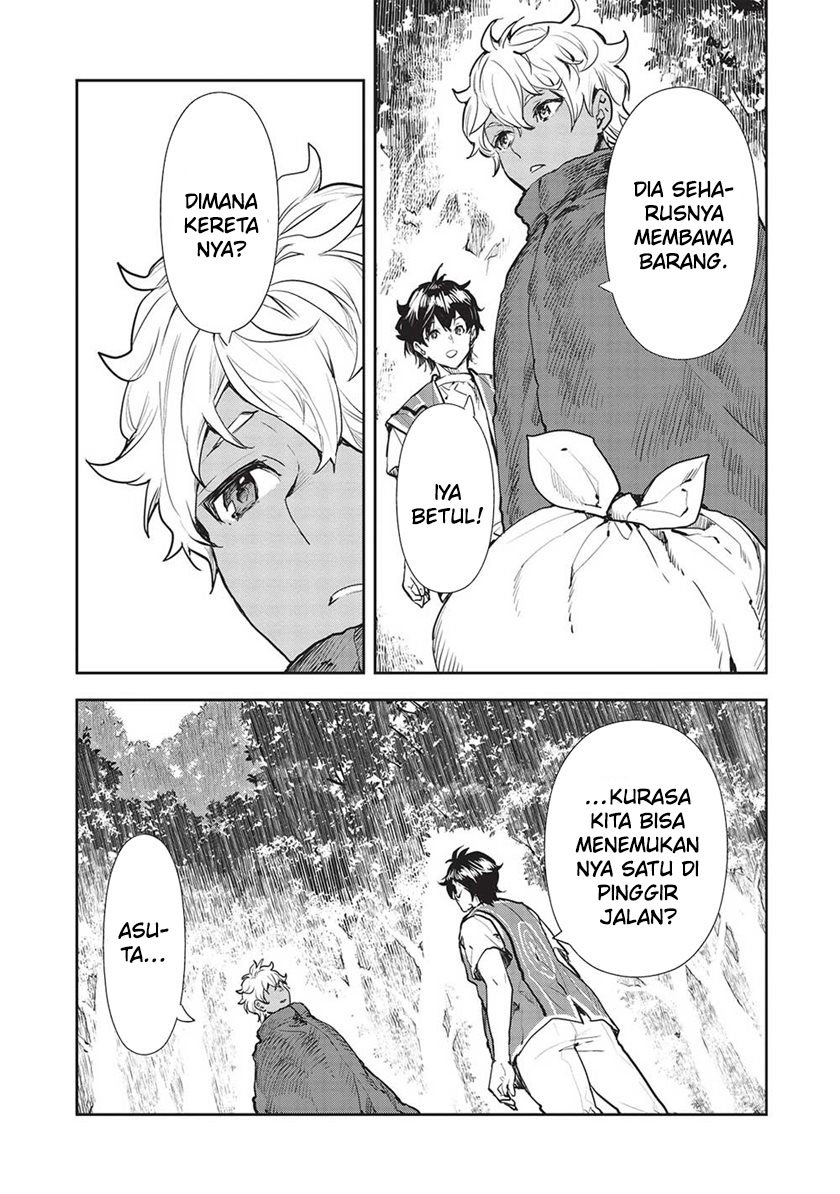 DIA SEHA-
RUSNYA
MEMBAWA
BARANG.
IYA
BETUL!
DIMANA
KERETA
NYA?
...KURASA
KITA BISA
MENEMUKAN
NYA SATU DI
PINGGIR
JALAN?
ASU-
TA...